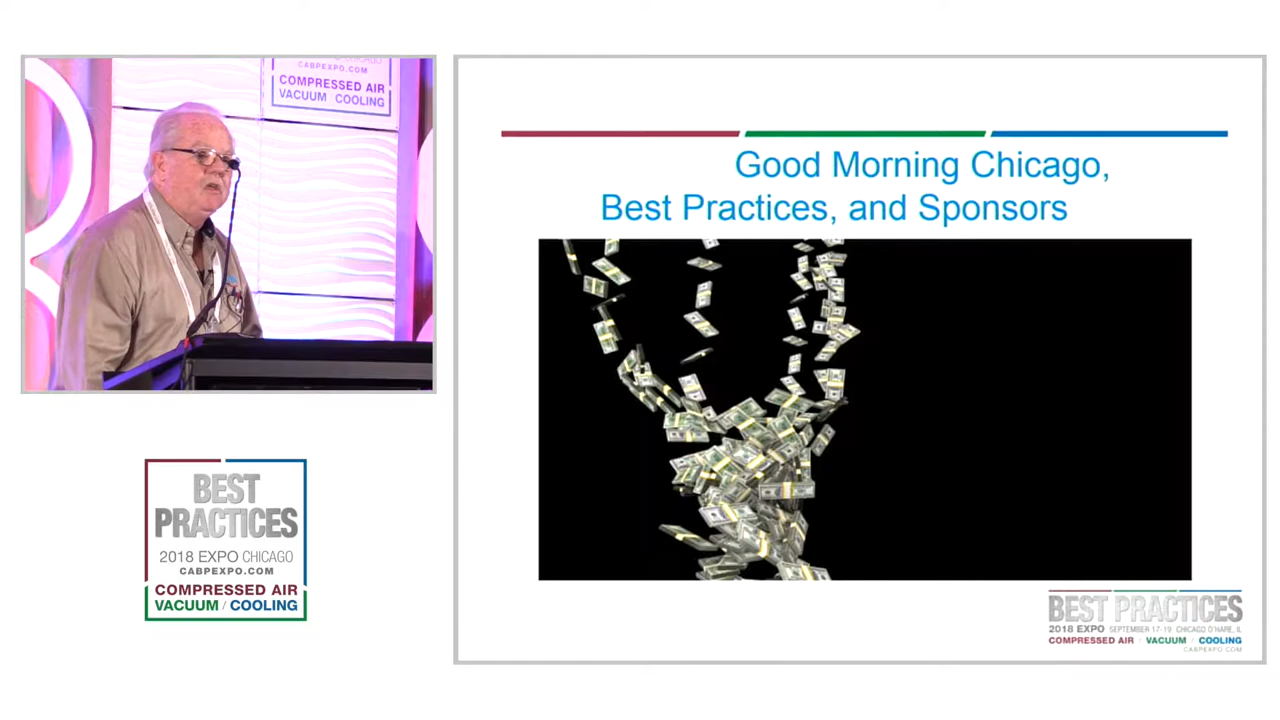 CABPEXPO.COM
COMPRESSED AIR
VACUUM / COOLING
BEST
PRACTICES
2018 EXPO CHICAGO
CABPEXPO.COM
COMPRESSED AIR
VACUUM / COOLING
Good Morning Chicago,
Best Practices, and Sponsors
BEST PRACTICES
2018 EXPO SEPTEMBER 17-19 CHICAGO O'HARE, IL
COMPRESSED AIR / VACUUM / COOLING
CABPEXPO.COM